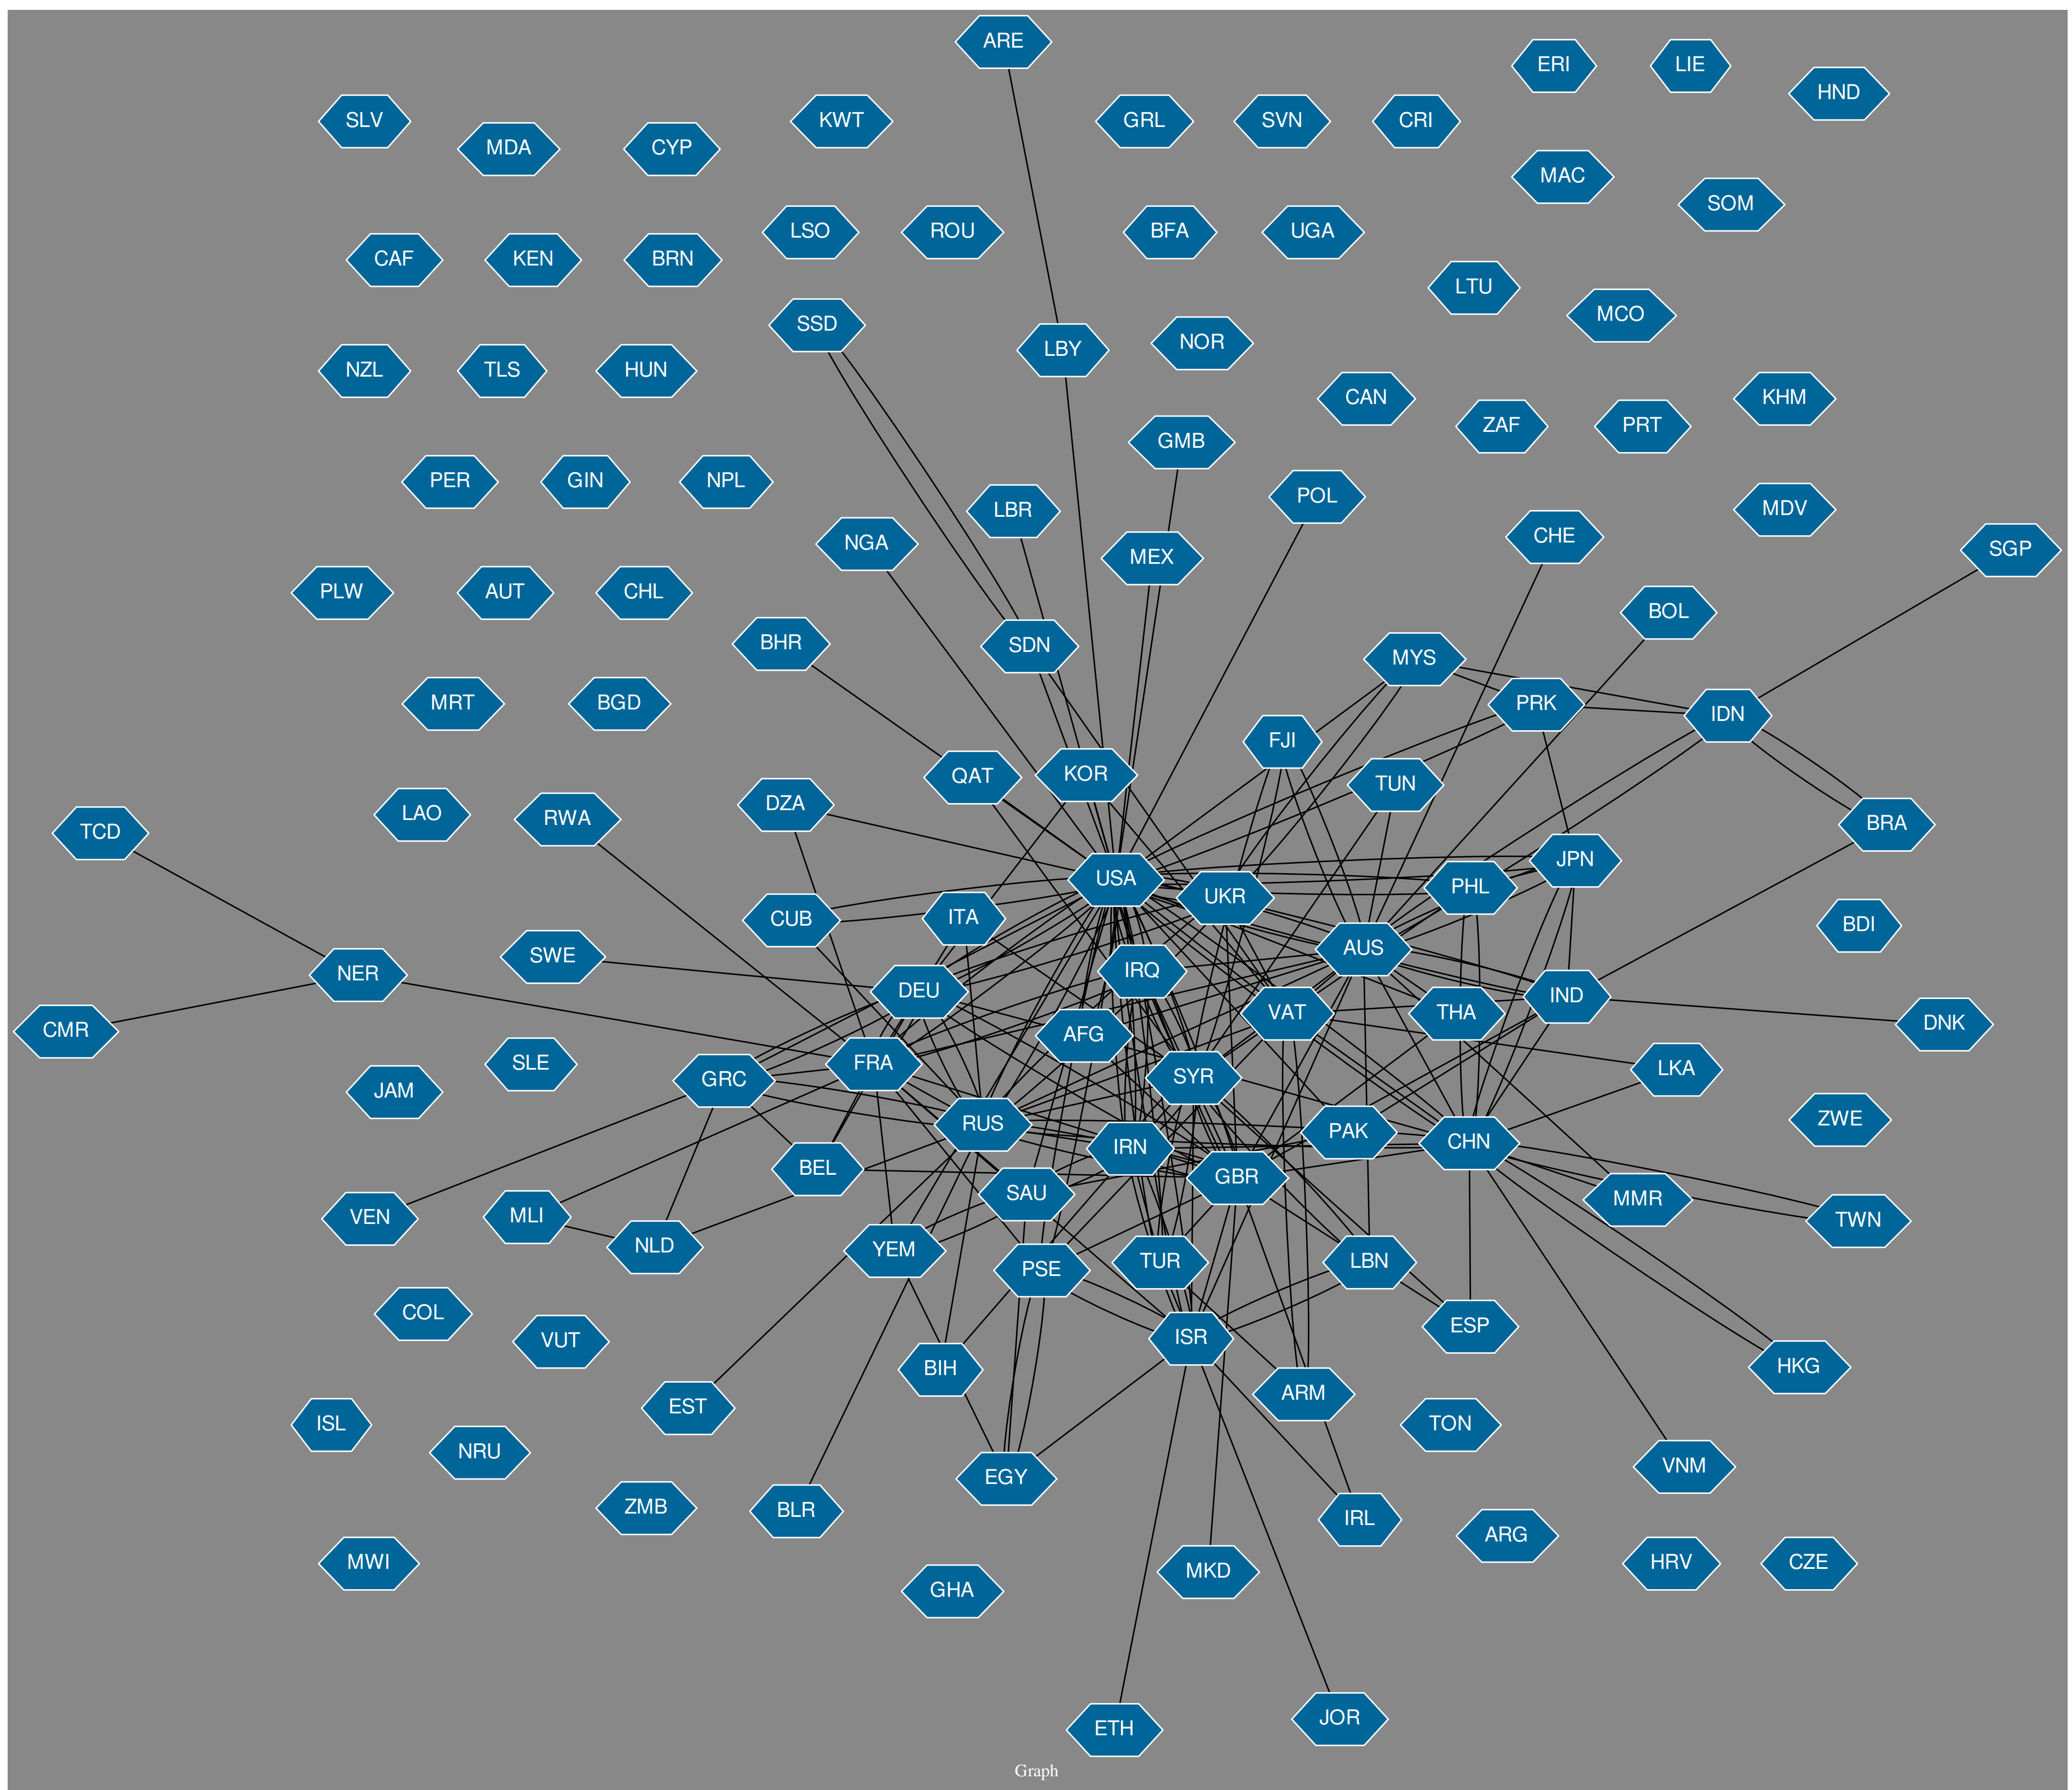 ARE
ERI
LIE
HND
SLV
MDA
CYP
KWT
GRL
SVN
CRI
MAC
SOM
CAF
KEN
BRN
LSO
ROU
BFA
UGA
LTU
MCO
SSD
LBY
NOR
NZL
TLS
HUN
CAN
ZAF
PRT
KHM
PER
GIN
NPL
LBR
GMB
POL
MDV
NGA
MEX
CHE
SGP
PLW
AUT
CHL
BOL
BHR
SDN
MYS
MRT
BGD
PRK
IDN
FJI
QAT
KOR
TUN
TCD
LAO
RWA
DZA
BRA
JPN
USA
UKR
PHL
CUB
ITA
BDI
AUS
SWE
NER
DEU
IRQ
IND
CMR
AFG
VAT
THA
DNK
JAM
SLE
GRC
FRA
SYR
LKA
RUS
PAK
CHN
ZWE
IRN
BEL
GBR
SAU
MMR
TWN
VEN
MLI
NLD
YEM
PSE
TUR
LBN
COL
VUT
BIH
ISR
ESP
HKG
ISL
NRU
EST
ARM
TON
EGY
VNM
ZMB
BLR
IRL
ARG
MWI
GHA
MKD
HRV
CZE
ETH
JOR
Graph